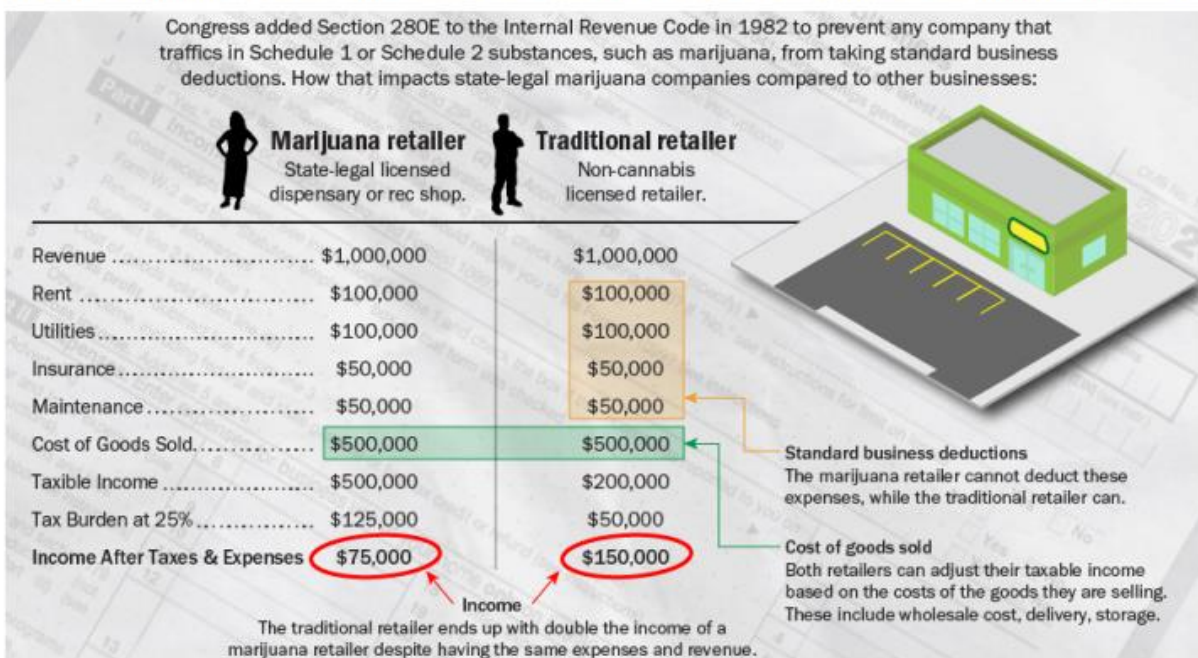 Congress added Section 280E to the Internal Revenue Code in 1982 to prevent any company that
traffics in Schedule 1 or Schedule 2 substances, such as marijuana, from taking standard business
deductions. How that impacts state-legal marijuana companies compared to other businesses:
Marijuana retailer
State-legal licensed
dispensary or rec shop.
Traditional retailer
Non-cannabis
licensed retailer.
Revenue ........................ $1,000,000 $1,000,000
Rent ............................ $100,000 $100,000
Utilities .......................... $100,000 $100,000
Insurance ...................... $50,000 $50,000
Maintenance .................. $50,000 $50,000
Cost of Goods Sold ............ $500,000 $500,000
Taxible Income ................ $500,000 $200,000
Tax Burden at 25% ............ $125,000 $50,000
Income After Taxes & Expenses $75,000 $150,000
Income
The traditional retailer ends up with double the income of a
marijuana retailer despite having the same expenses and revenue.
Standard business deductions
The marijuana retailer cannot deduct these
expenses, while the traditional retailer can.
Cost of goods sold
Both retailers can adjust their taxable income
based on the costs of the goods they are selling.
These include wholesale cost, delivery, storage.